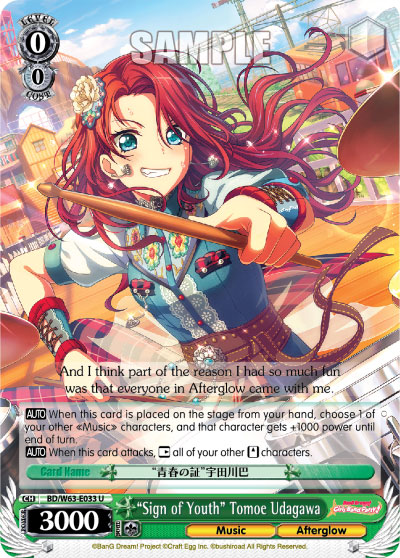 LEVEL
0
0
COST
SAMPLE
And I think part of the reason I had so much fun
was that everyone in Afterglow came with me.
AUTO When this card is placed on the stage from your hand, choose 1 of
your other «Music» characters, and that character gets +1000 power until
end of turn.
AUTO When this card attacks, all of your other characters.
Card Name
“青春の証”宇田川巴
CH BD/W63-E033 U
POWER
3000
“Sign of Youth” Tomoe Udagawa
Girls Band Party!
Music
Afterglow
©BanG Dream! Project ©Craft Egg Inc. ©bushiroad All Rights Reserved.